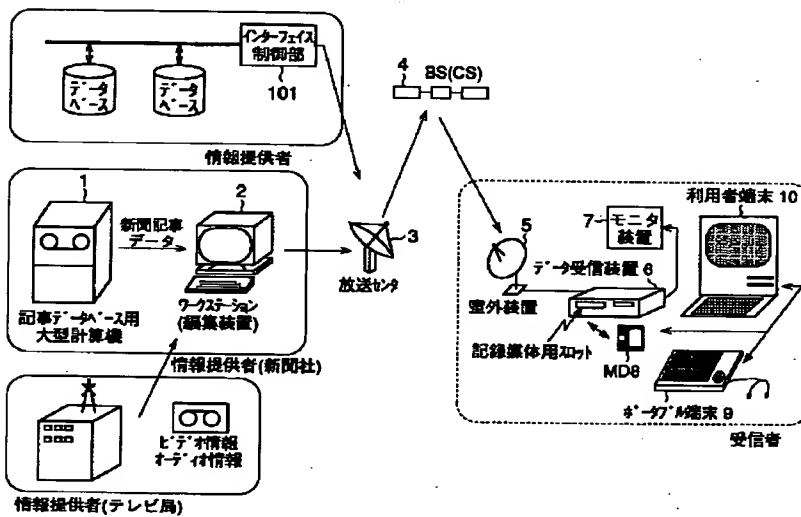 インターフェイス
制御部
101
データ
ベース
データ
ベース
情報提供者
4
BS(CS)
1
新聞記事
データ
2
ワークステーション
(編集装置)
記事データベース用
大型計算機
情報提供者(新聞社)
3
放送センタ
ビデオ情報
オーディオ情報
情報提供者(テレビ局)
利用者端末 10
7
モニタ
装置
5
データ受信装置 6
室外装置
記録媒体用スロット
MD8
ポータブル端末 9
受信者